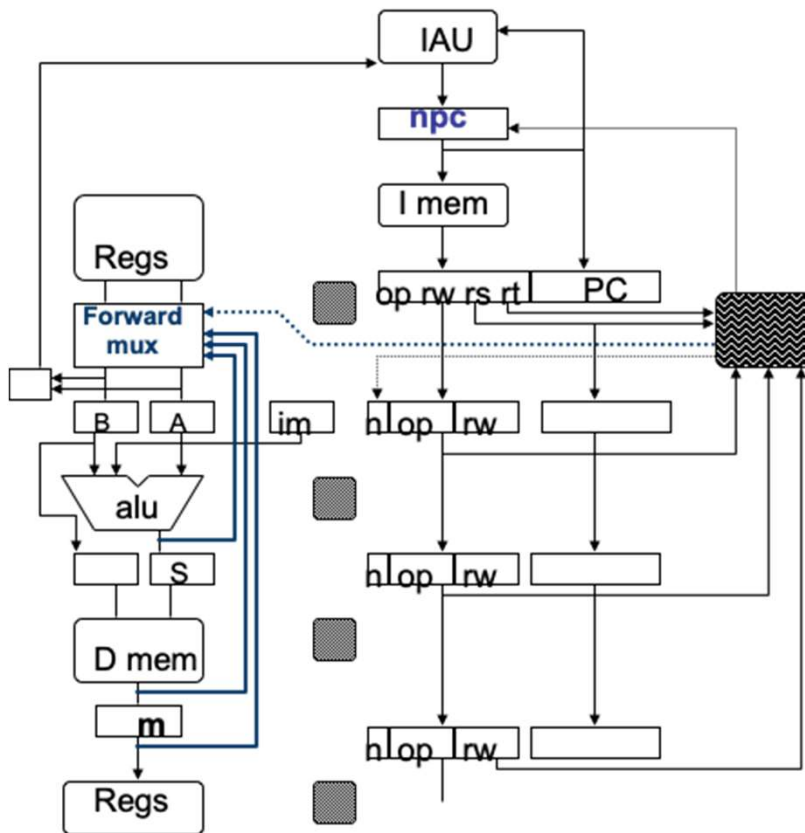 IAU
npc
I mem
Regs
op rw rs rt
PC
Forward
mux
B
A
im
n
op
rw
alu
S
n
op
rw
D mem
m
n
op
rw
Regs